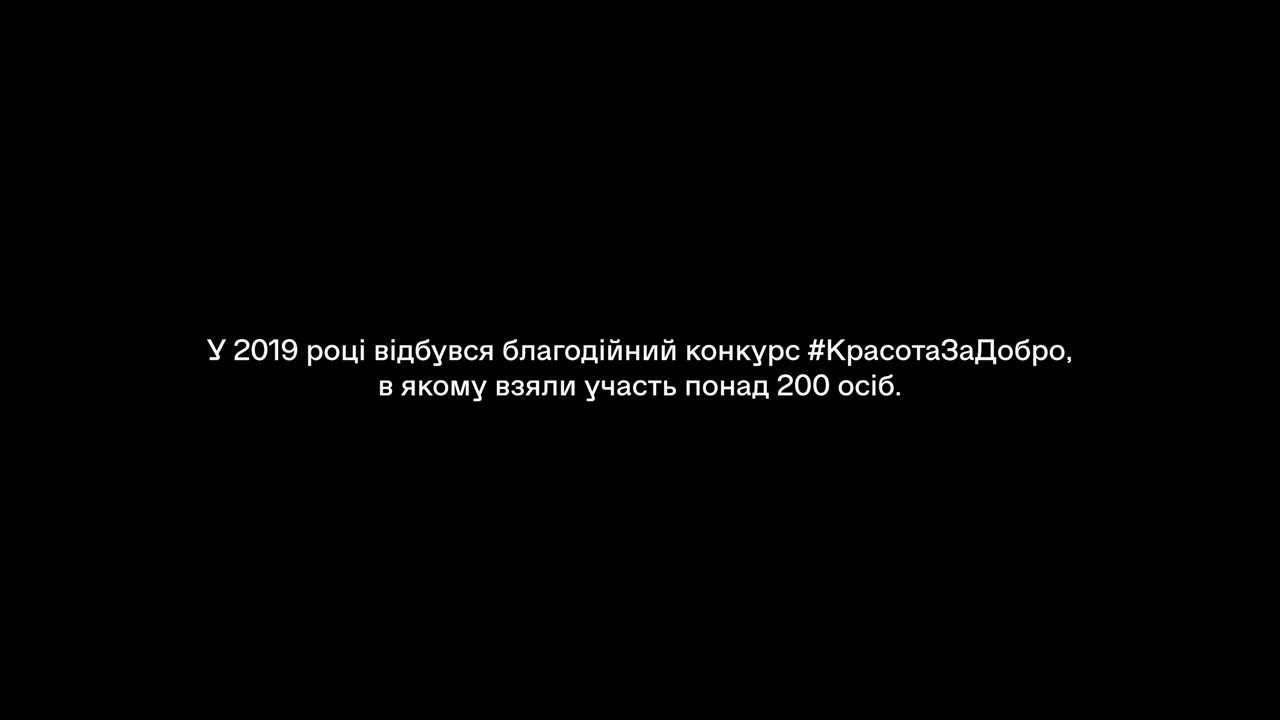 У 2019 році відбувся благодійний конкурс #КрасотаЗаДобро,
в якому взяли участь понад 200 осіб.